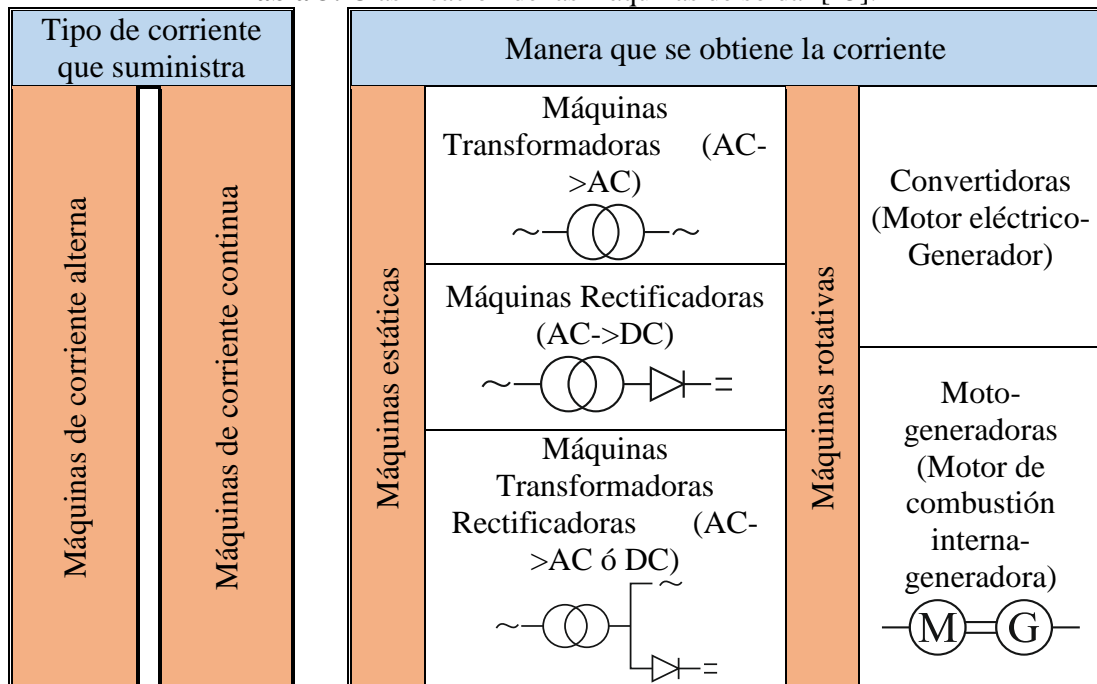 Tipo de corriente
que suministra
Máquinas de corriente alterna
Máquinas de corriente continua
Manera que se obtiene la corriente
Máquinas estáticas
Máquinas
Transformadoras (AC-
>AC)
Máquinas Rectificadoras
(AC->DC)
Máquinas
Transformadoras
Rectificadoras (AC-
>AC ó DC)
Máquinas rotativas
Convertidoras
(Motor eléctrico-
Generador)
Moto-
generadoras
(Motor de
combustión
interna-
generadora)
M G